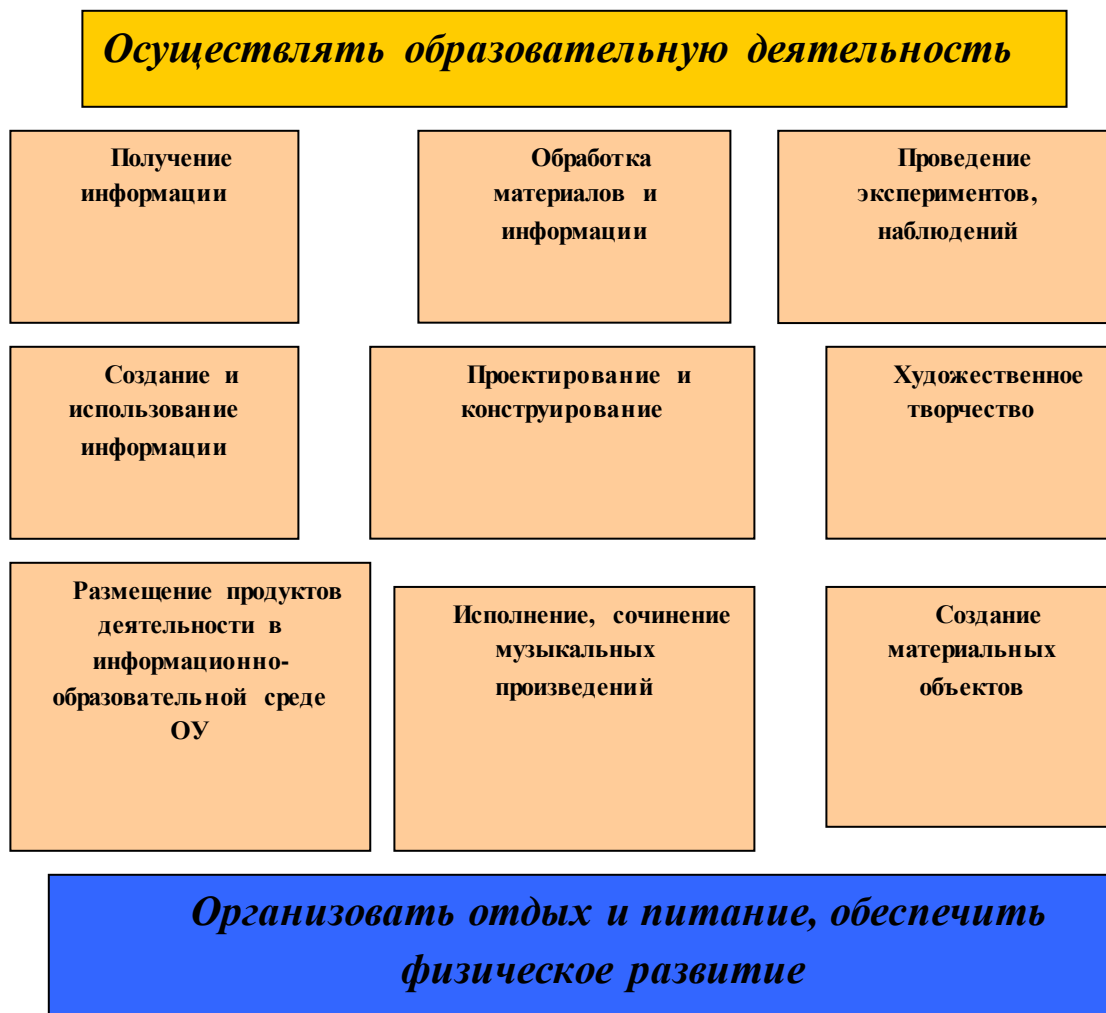 Осуществлять образовательную деятельность
Получение
информации
Обработка
материалов и
информации
Проведение
экспериментов,
наблюдений
Создание и
использование
информации
Проектирование и
конструирование
Художественное
творчество
Размещение продуктов
деятельности в
информационно-
образовательной среде
ОУ
Исполнение, сочинение
музыкальных
произведений
Создание
материальных
объектов
Организовать отдых и питание, обеспечить
физическое развитие